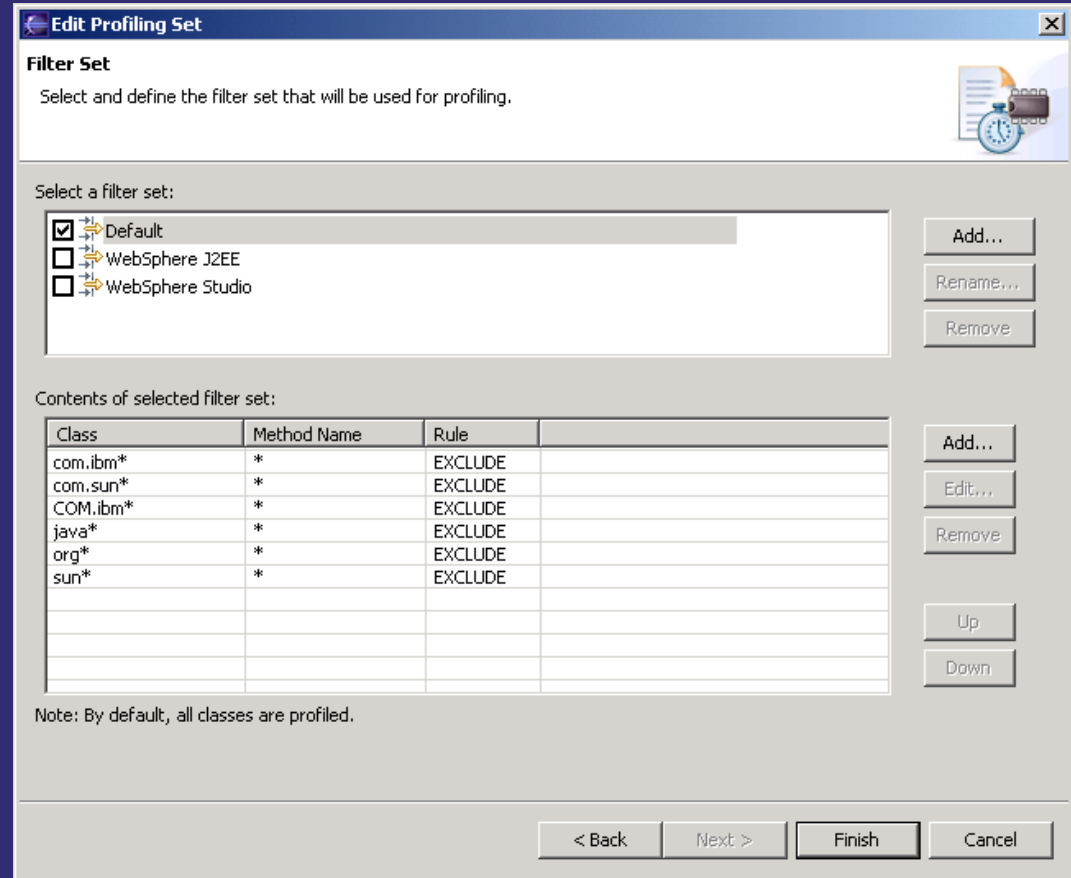 Edit Profiling Set
Filter Set
Select and define the filter set that will be used for profiling.
Select a filter set:
Default
WebSphere J2EE
WebSphere Studio
Add...
Rename...
Remove
Contents of selected filter set:
Class Method Name Rule
com.ibm* * EXCLUDE
com.sun* * EXCLUDE
COM.ibm* * EXCLUDE
java* * EXCLUDE
org* * EXCLUDE
sun* * EXCLUDE
Add...
Edit...
Remove
Up
Down
Note: By default, all classes are profiled.
< Back Next > Finish Cancel